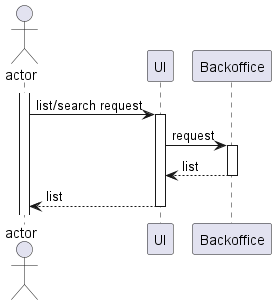 actor
UI
Backoffice
list/search request
request
list
list
actor
UI
Backoffice